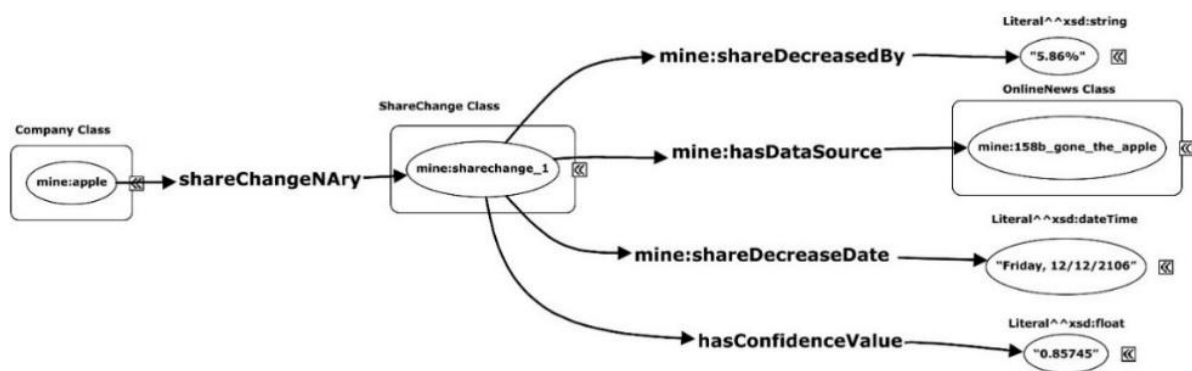 Company Class
mine:apple
shareChangeNAry
ShareChange Class
mine:sharechange_1
mine:shareDecreasedBy
Literal^^xsd:string
"5.86%"
mine:hasDataSource
OnlineNews Class
mine:158b_gone_the_apple
mine:shareDecreaseDate
Literal^^xsd:dateTime
"Friday, 12/12/2106"
hasConfidenceValue
Literal^^xsd:float
"0.85745"